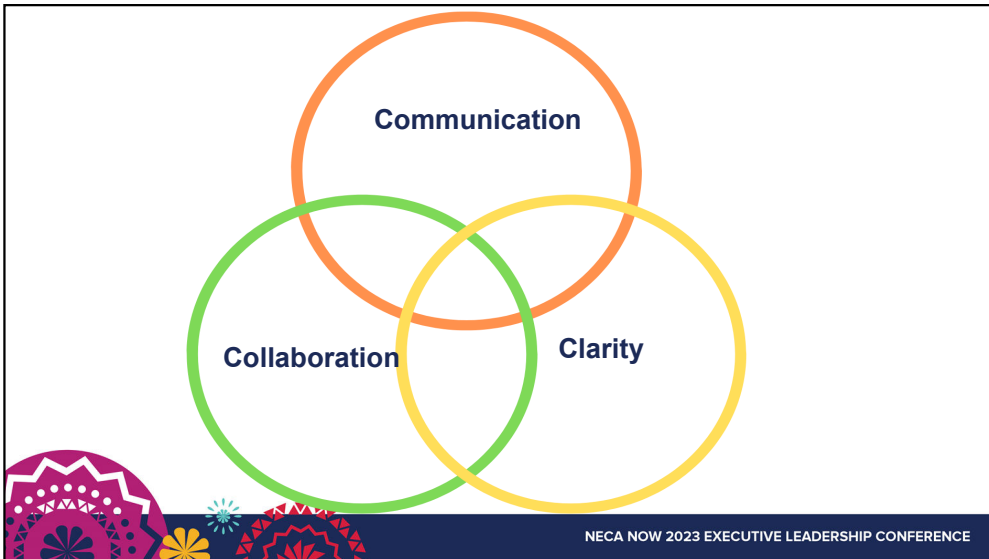 Communication
Collaboration
Clarity
NECA NOW 2023 EXECUTIVE LEADERSHIP CONFERENCE